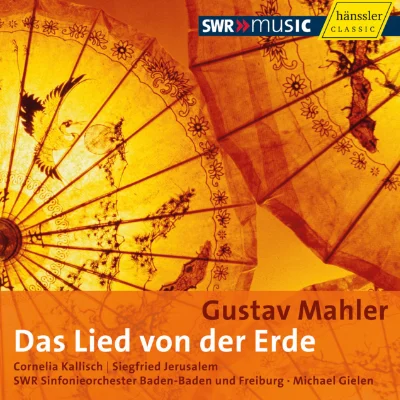 SWR»MUSIC
hänssler
CLASSIC
Gustav Mahler
Das Lied von der Erde
Cornelia Kallisch | Siegfried Jerusalem
SWR Sinfonieorchester Baden-Baden und Freiburg · Michael Gielen